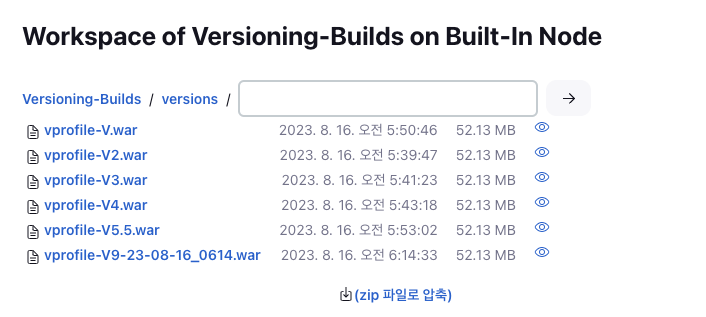 Workspace of Versioning-Builds on Built-In Node
Versioning-Builds / versions /
vprofile-V.war 2023. 8. 16. 오전 5:50:46 52.13 MB
vprofile-V2.war 2023. 8. 16. 오전 5:39:47 52.13 MB
vprofile-V3.war 2023. 8. 16. 오전 5:41:23 52.13 MB
vprofile-V4.war 2023. 8. 16. 오전 5:43:18 52.13 MB
vprofile-V5.5.war 2023. 8. 16. 오전 5:53:02 52.13 MB
vprofile-V9-23-08-16_0614.war 2023. 8. 16. 오전 6:14:33 52.13 MB
(zip 파일로 압축)